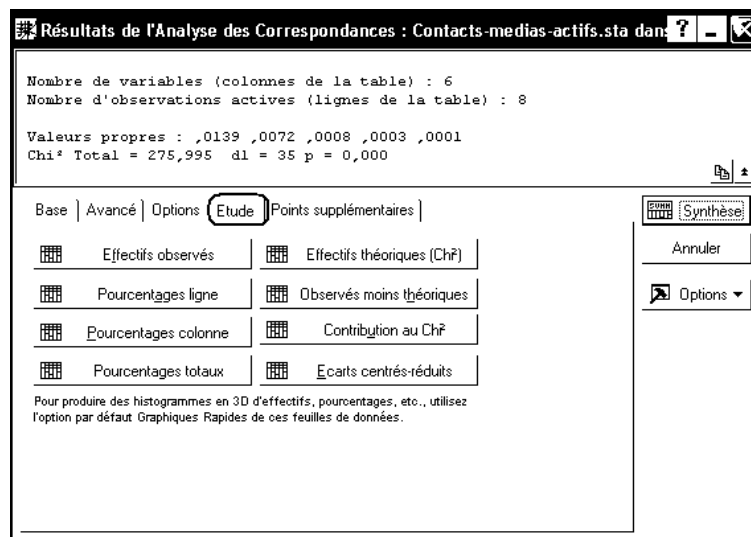 Résultats de l'Analyse des Correspondances : Contacts-medias-actifs.sta dans
Nombre de variables (colonnes de la table) : 6
Nombre d'observations actives (lignes de la table) : 8
Valeurs propres : ,0139 ,0072 ,0008 ,0003 ,0001
Chi² Total = 275,995 dl = 35 p = 0,000
Base Avancé Options Etude Points supplémentaires
Synthèse
Effectifs observés Effectifs théoriques (Chi²)
Annuler
Pourcentages ligne Observés moins théoriques
Options
Pourcentages colonne Contribution au Chi²
Pourcentages totaux Ecarts centrés-réduits
Pour produire des histogrammes en 3D d'effectifs, pourcentages, etc., utilisez
l'option par défaut Graphiques Rapides de ces feuilles de données.